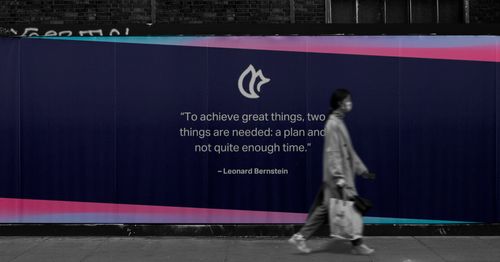 “To achieve great things, two
things are needed: a plan and
not quite enough time.”
– Leonard Bernstein